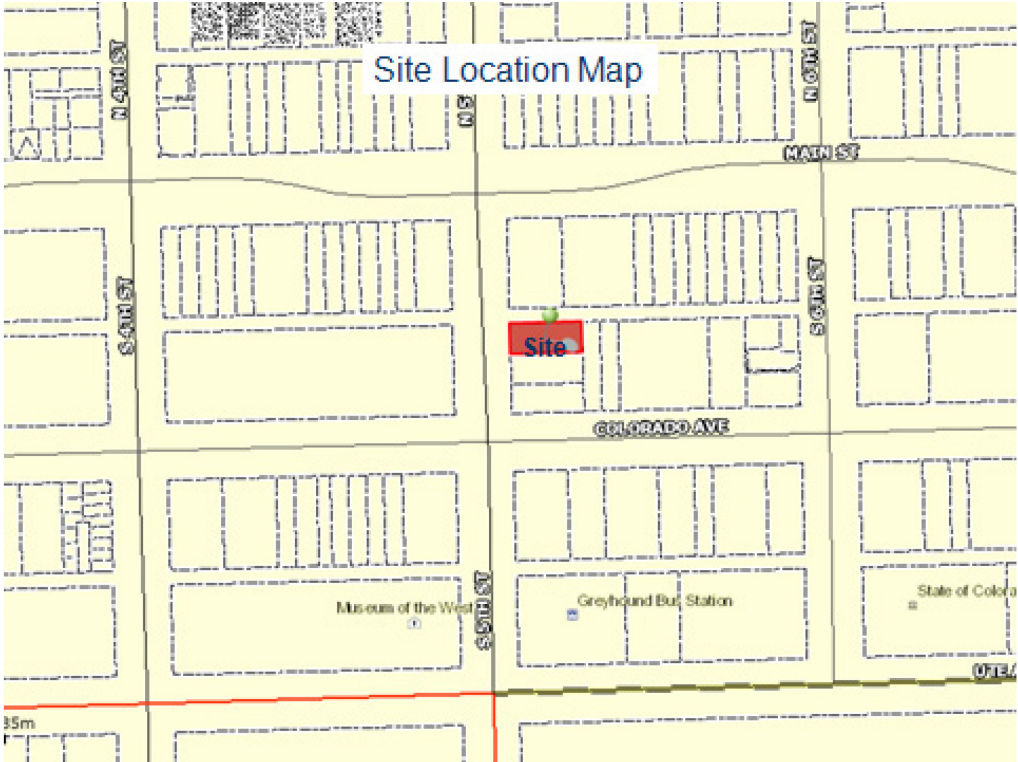 Site Location Map
N 4TH ST
N 5T
N 6TH ST
MAIN ST
S 4TH ST
S 6TH ST
Site
COLORADO AVE
S 5TH ST
Museum of the West
Greyhound Bus Station
State of Colora
UTE A
35m